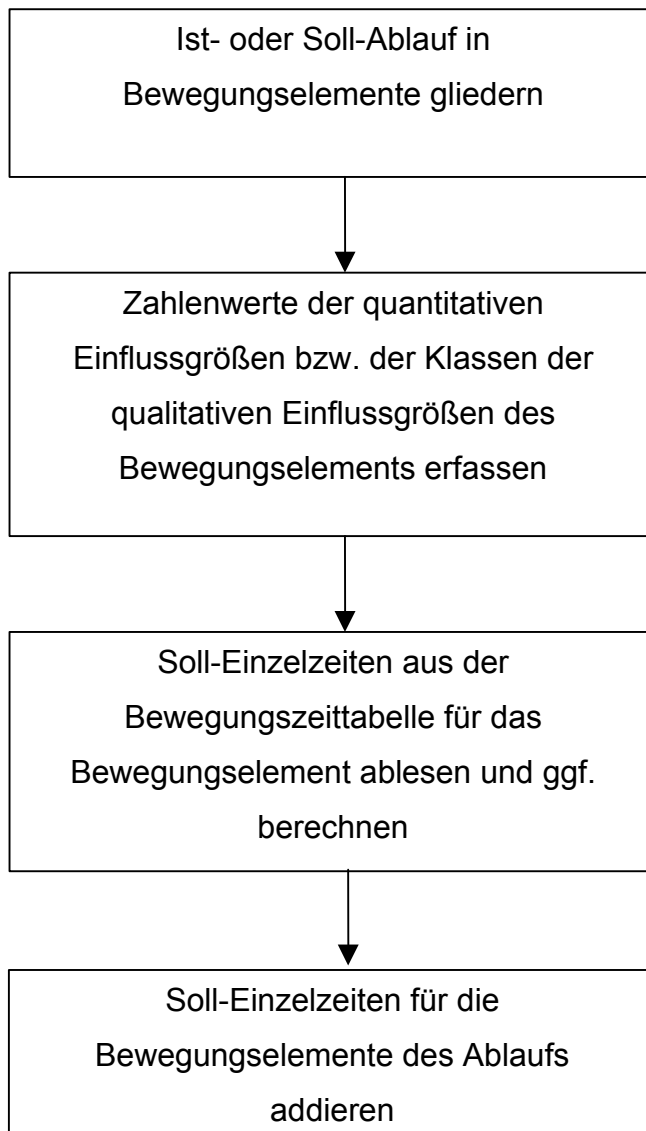 Ist- oder Soll-Ablauf in
Bewegungselemente gliedern
Zahlenwerte der quantitativen
Einflussgrößen bzw. der Klassen der
qualitativen Einflussgrößen des
Bewegungselements erfassen
Soll-Einzelzeiten aus der
Bewegungszeittabelle für das
Bewegungselement ablesen und ggf.
berechnen
Soll-Einzelzeiten für die
Bewegungselemente des Ablaufs
addieren